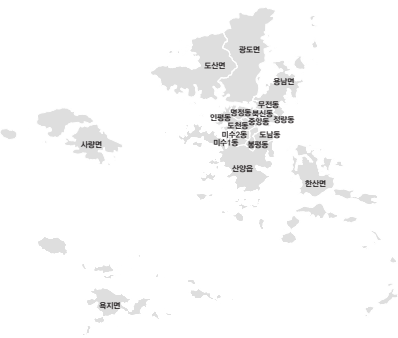 광도면
도산면
용남면
무전동
명정동
북신동
인평동
정량동
중앙동
도천동
미수2동
도남동
미수1동
봉평동
사량면
산양읍
한산면
욕지면